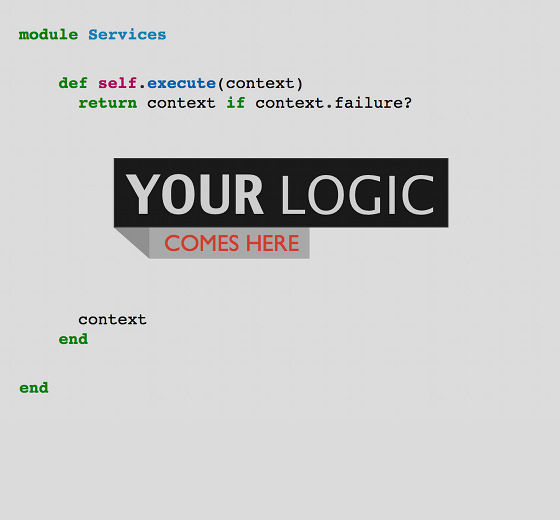 module Services
def self.execute(context)
return context if context.failure?
YOUR LOGIC
COMES HERE
context
end
end